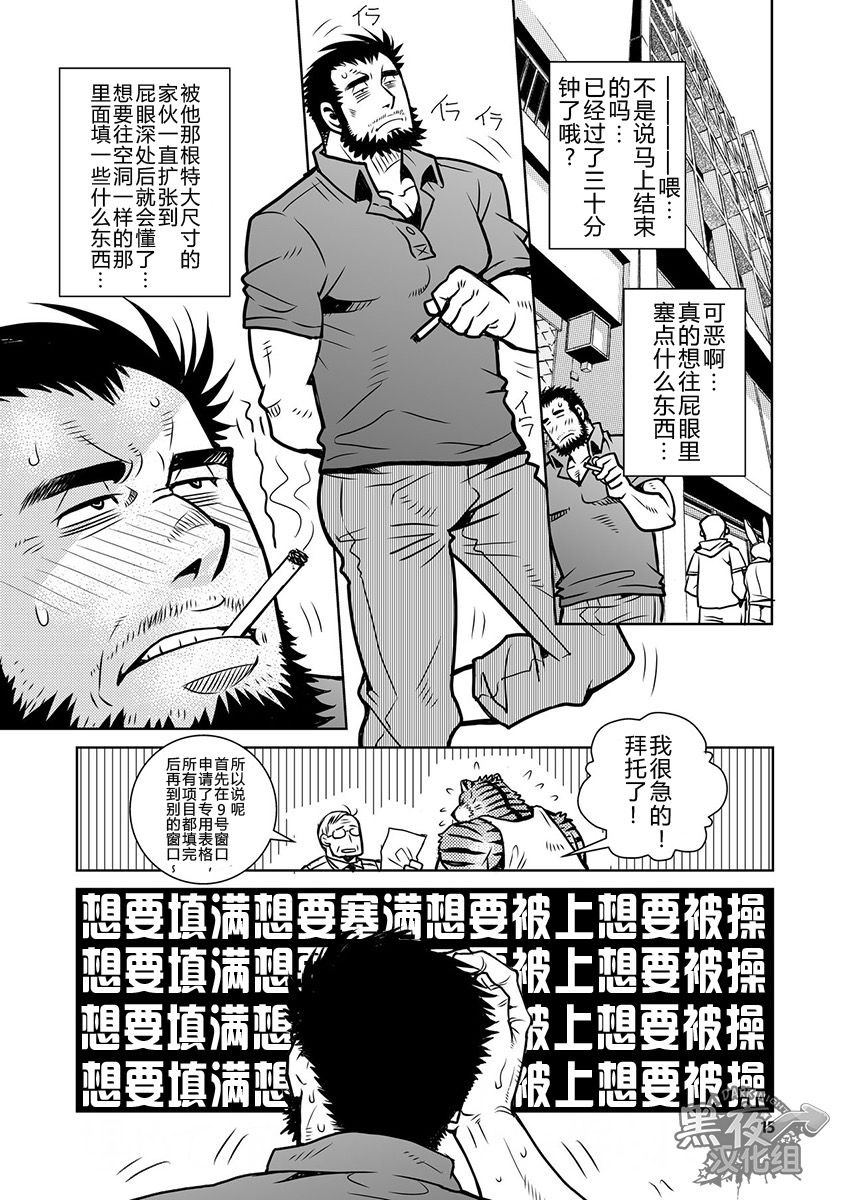 ————喂…
不是说马上结束
的吗…
已经过了三十分
钟了哦？
可恶啊…
真的想往屁眼里
塞点什么东西…
イラ
イラ
イラ
イラ
被他那根特大尺寸的
家伙一直扩张到
屁眼深处后就会懂了…
想要往空洞一样的那
里面填一些什么东西…
我很急的！
拜托了！
所以说呢
首先在9号窗口
申请了专用表格
所有项目都填完
后再到别的窗口~
想要填满想要塞满想要被上想要被操
想要填满想 被上想要被操
想要填满想 被上想要被操
想要填满想 被上想要被操
15
DARKNIGHT
黑夜
汉化组